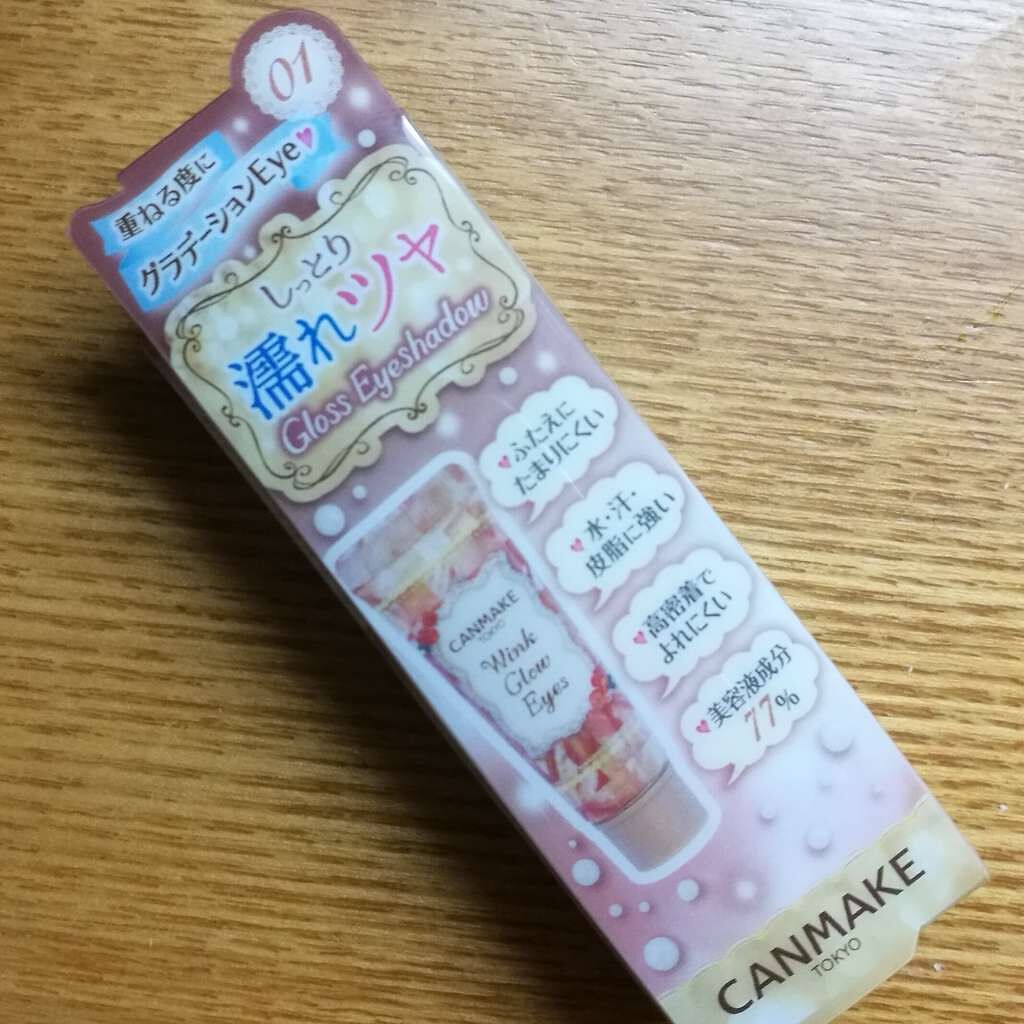 01
重ねる度に
グラデーションEye♥
しっとり
濡れツヤ
Gloss Eyeshadow
♥ふたえに
たまりにくい
♥水・汗・
皮脂に強い
♥高密着で
よれにくい
♥美容液成分
77%
CANMAKE
TOKYO
Wink
Glow
Eyes
CANMAKE
TOKYO